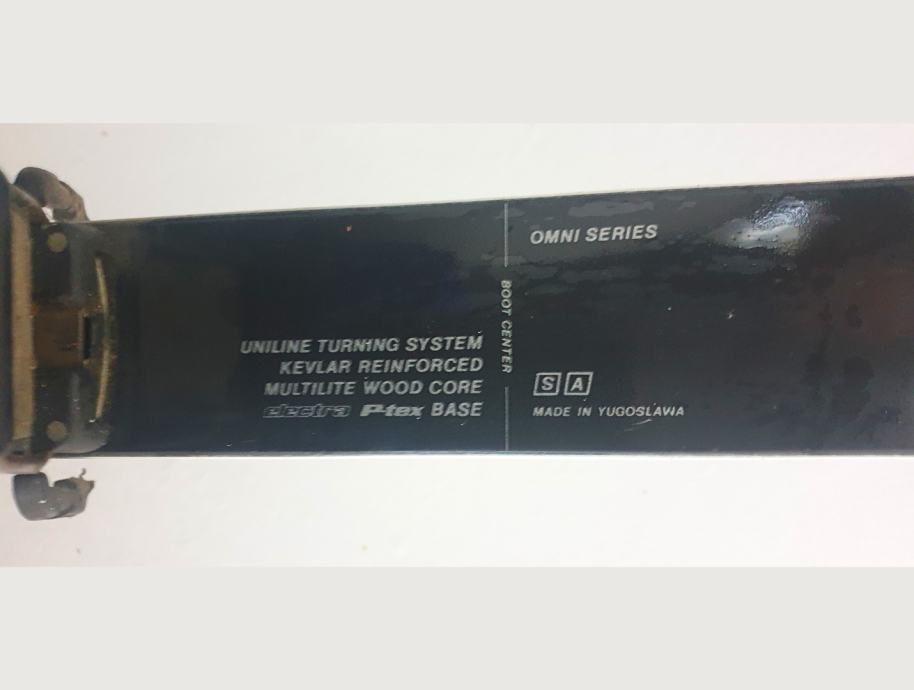 OMNI SERIES
BOOT CENTER
UNILINE TURNING SYSTEM
KEVLAR REINFORCED
MULTILITE WOOD CORE
electra P-tex BASE
S A
MADE IN YUGOSLAVIA